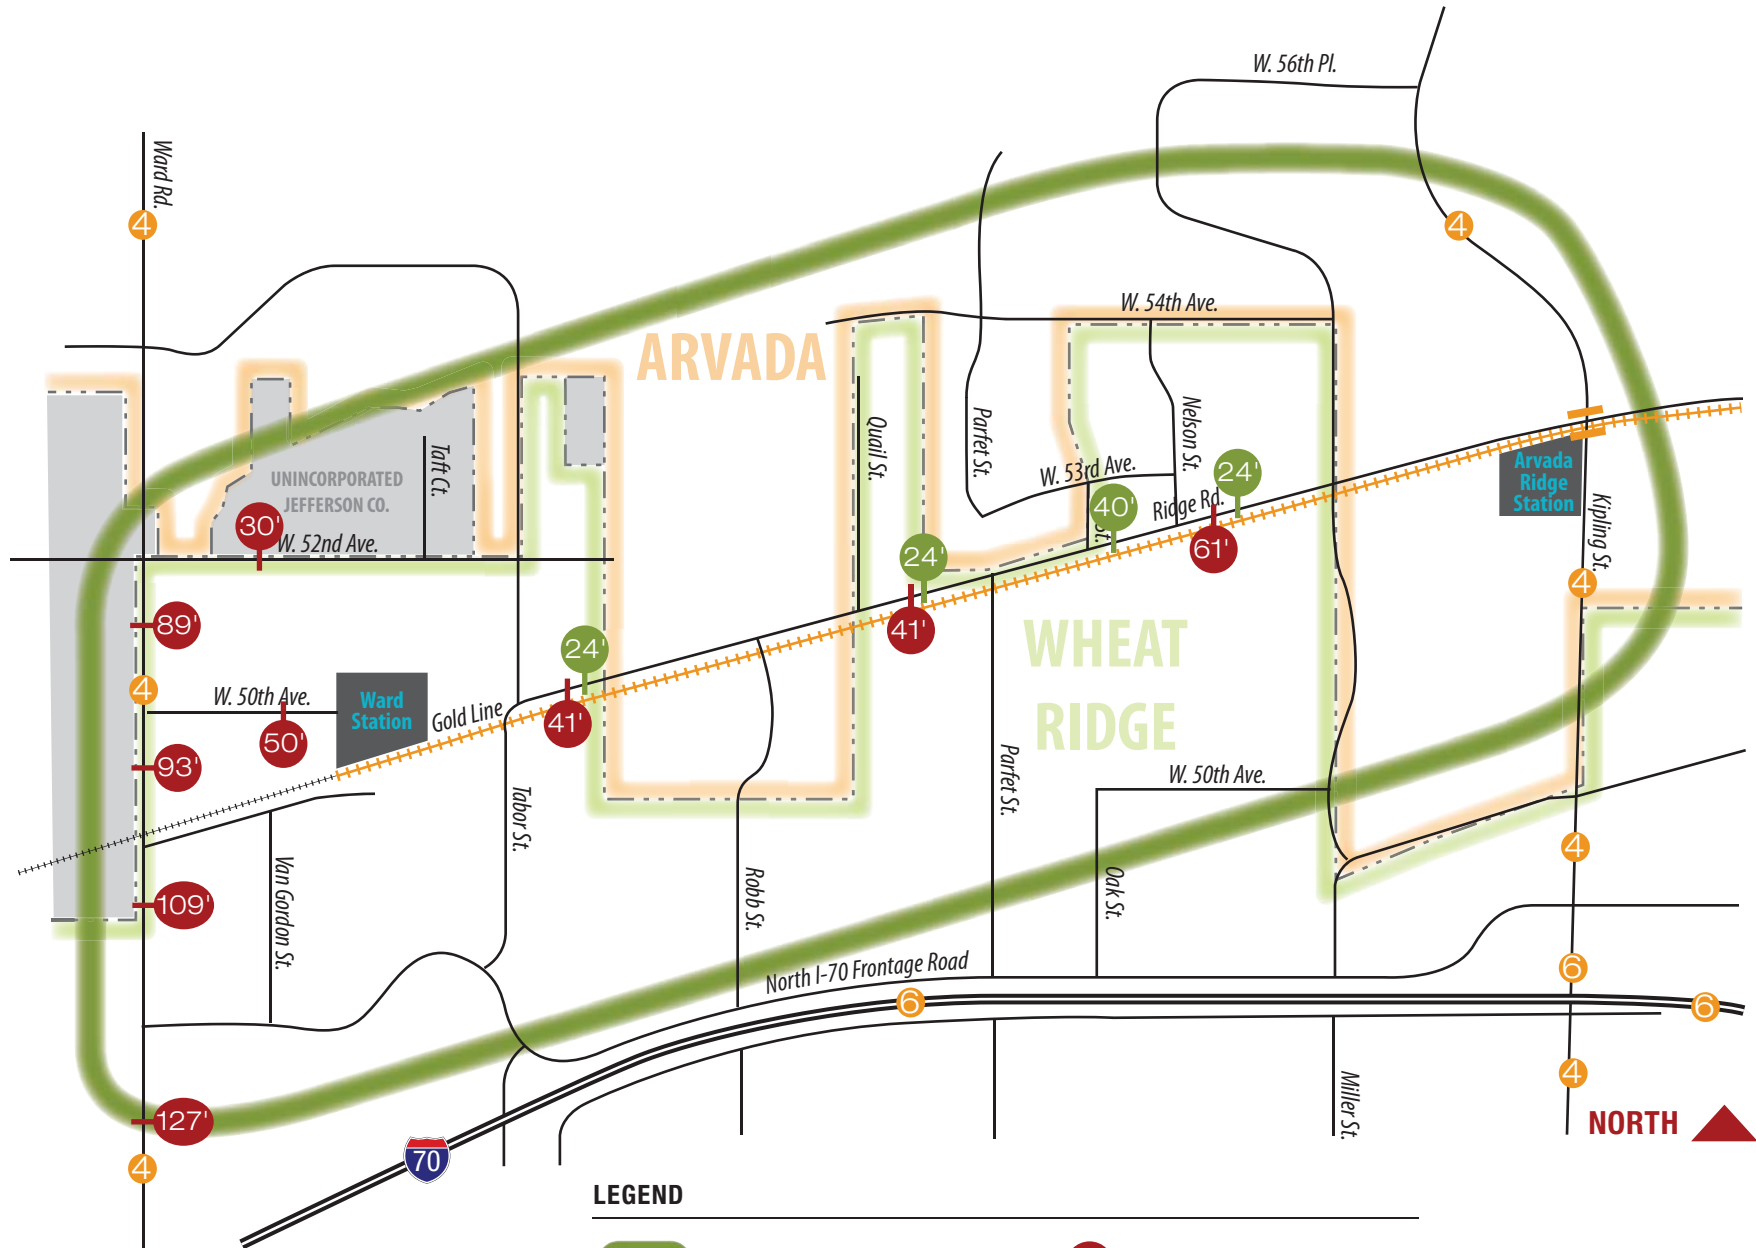 W. 56th Pl.
Ward Rd.
4
4
W. 54th Ave.
ARVADA
Quail St.
Parfet St.
Nelson St.
Taft Ct.
UNINCORPORATED
JEFFERSON CO.
W. 53rd Ave.
24'
Arvada
Ridge
Station
40'
Ridge Rd.
St.
30'
W. 52nd Ave.
61'
Kipling St.
24'
4
89'
41'
WHEAT
RIDGE
24'
4
W. 50th Ave.
Ward
Station
Gold Line
41'
50'
93'
Tabor St.
Parfet St.
W. 50th Ave.
4
Van Gordon St.
Robb St.
Oak St.
109'
North I-70 Frontage Road
6
6
6
4
Miller St.
127'
NORTH
4
70
LEGEND